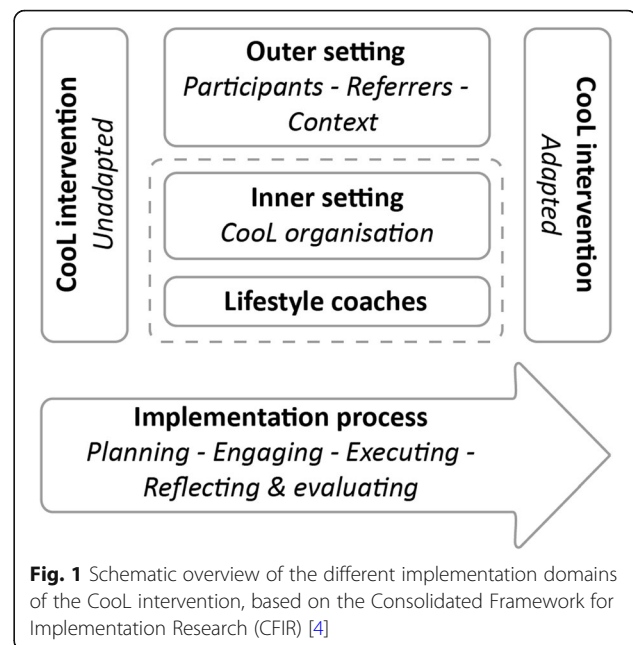 CooL intervention
Unadapted
Outer setting
Participants - Referrers -
Context
Inner setting
CooL organisation
Lifestyle coaches
CooL intervention
Adapted
Implementation process
Planning - Engaging - Executing -
Reflecting & evaluating
Fig. 1 Schematic overview of the different implementation domains
of the CooL intervention, based on the Consolidated Framework for
Implementation Research (CFIR) [4]